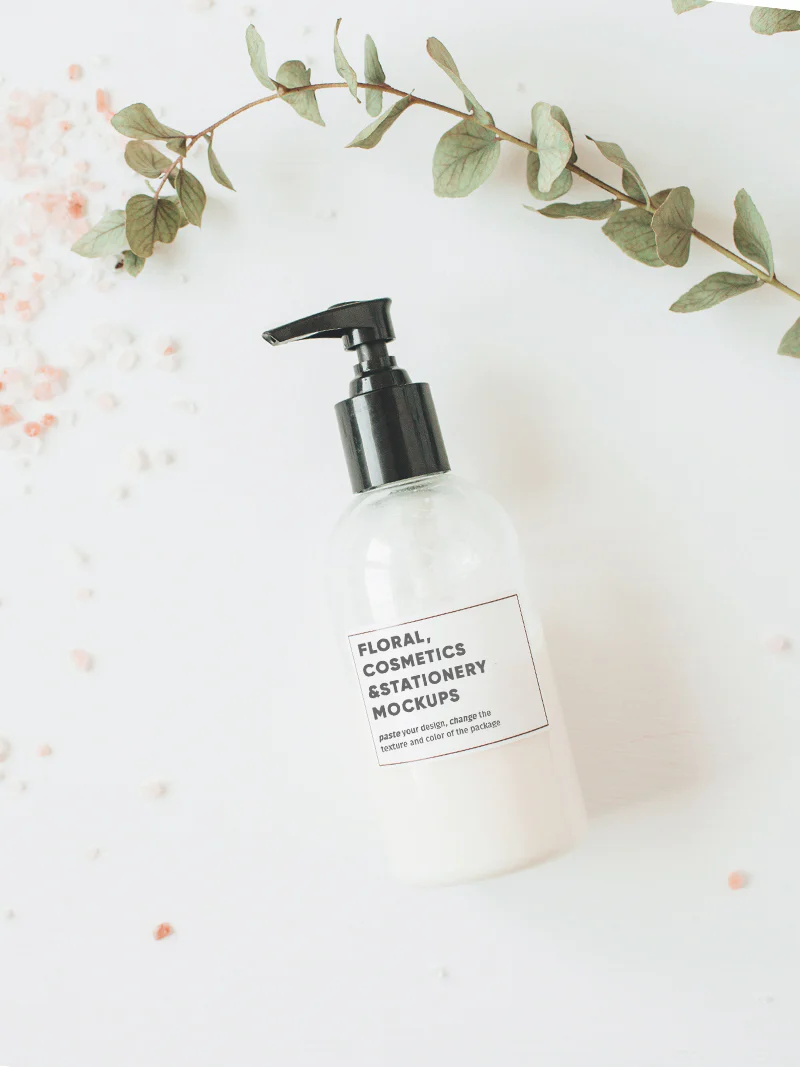 FLORAL,
COSMETICS
&STATIONERY
MOCKUPS
paste your design, change the
texture and color of the package